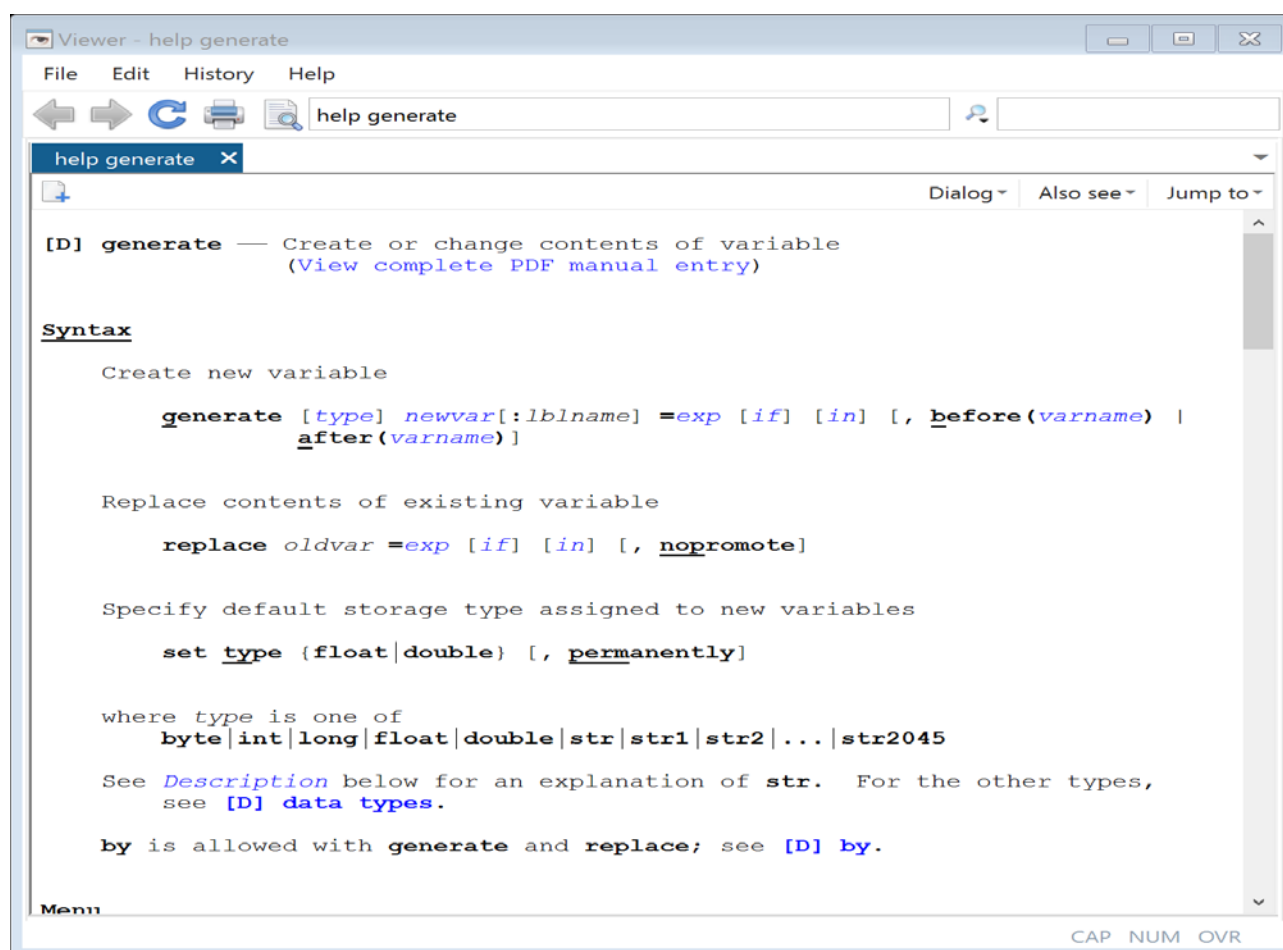 Viewer - help generate
File Edit History Help
help generate
help generate
Dialog Also see Jump to
[D] generate — Create or change contents of variable
(View complete PDF manual entry)
Syntax
Create new variable
generate [type] newvar[:lblname] =exp [if] [in] [, before(varname) |
after(varname)]
Replace contents of existing variable
replace oldvar =exp [if] [in] [, nopromote]
Specify default storage type assigned to new variables
set type {float|double} [, permanently]
where type is one of
byte|int|long|float|double|str|str1|str2|...|str2045
See Description below for an explanation of str. For the other types,
see [D] data types.
by is allowed with generate and replace; see [D] by.
Menu
CAP NUM OVR